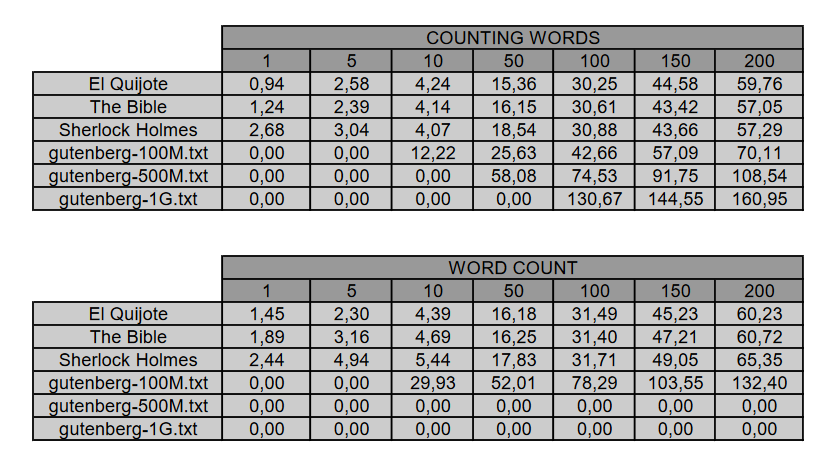 COUNTING WORDS
1 5 10 50 100 150 200
El Quijote 0,94 2,58 4,24 15,36 30,25 44,58 59,76
The Bible 1,24 2,39 4,14 16,15 30,61 43,42 57,05
Sherlock Holmes 2,68 3,04 4,07 18,54 30,88 43,66 57,29
gutenberg-100M.txt 0,00 0,00 12,22 25,63 42,66 57,09 70,11
gutenberg-500M.txt 0,00 0,00 0,00 58,08 74,53 91,75 108,54
gutenberg-1G.txt 0,00 0,00 0,00 0,00 130,67 144,55 160,95
WORD COUNT
1 5 10 50 100 150 200
El Quijote 1,45 2,30 4,39 16,18 31,49 45,23 60,23
The Bible 1,89 3,16 4,69 16,25 31,40 47,21 60,72
Sherlock Holmes 2,44 4,94 5,44 17,83 31,71 49,05 65,35
gutenberg-100M.txt 0,00 0,00 29,93 52,01 78,29 103,55 132,40
gutenberg-500M.txt 0,00 0,00 0,00 0,00 0,00 0,00 0,00
gutenberg-1G.txt 0,00 0,00 0,00 0,00 0,00 0,00 0,00